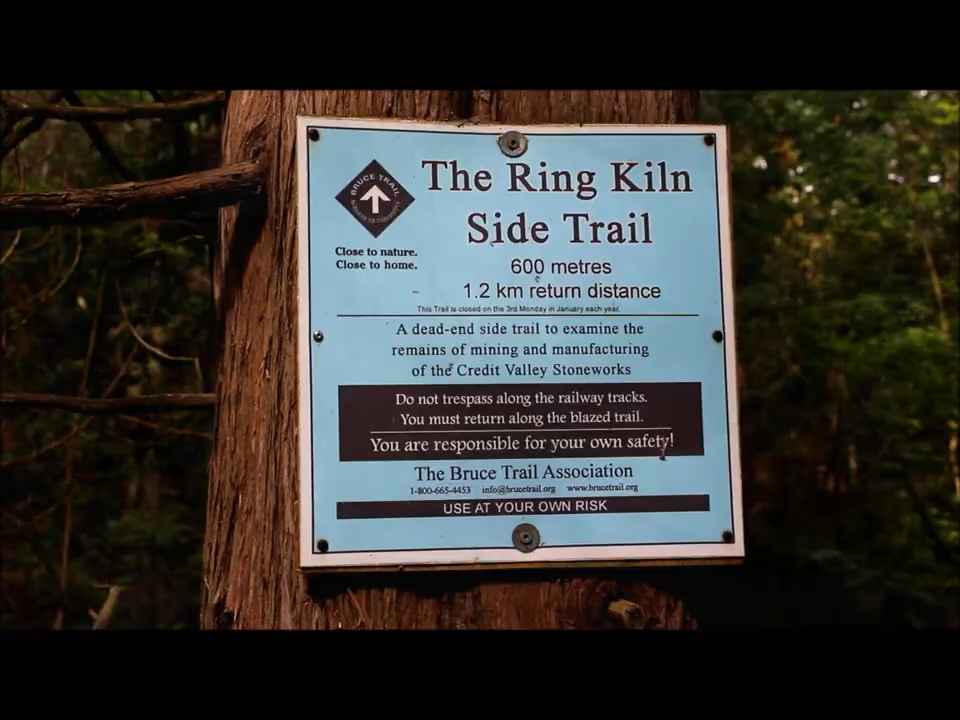 BRUCE TRAIL
The Ring Kiln
Side Trail
Close to nature.
Close to home.
600 metres
1.2 km return distance
This Trail is closed on the 3rd Monday in January each year.
A dead-end side trail to examine the
remains of mining and manufacturing
of the Credit Valley Stoneworks
Do not trespass along the railway tracks.
You must return along the blazed trail.
You are responsible for your own safety!
The Bruce Trail Association
1-800-665-4453 info@brucetrail.org www.brucetrail.org
USE AT YOUR OWN RISK